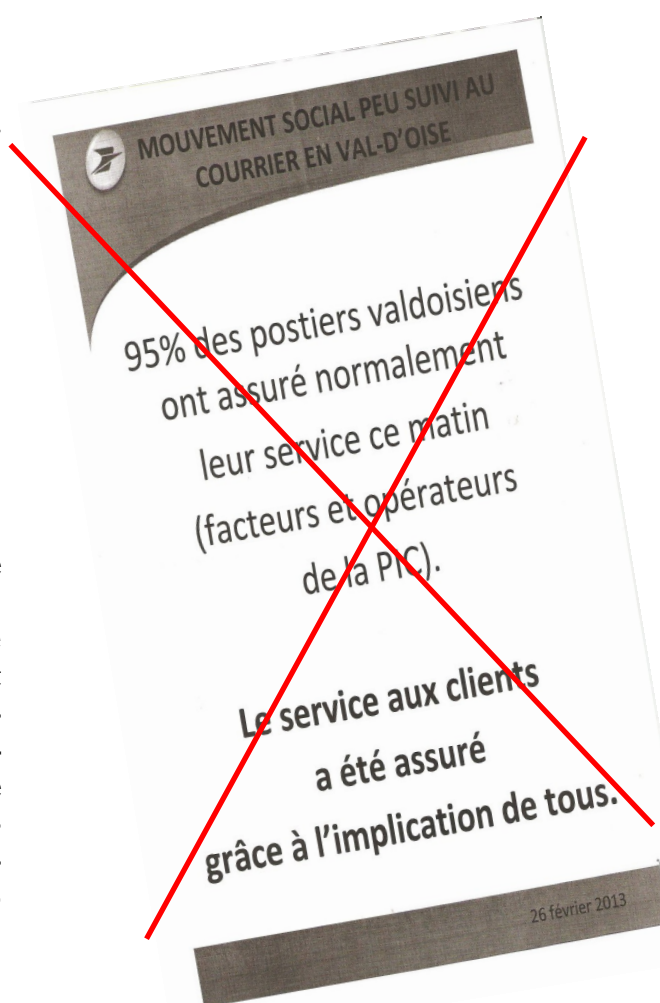 MOUVEMENT SOCIAL PEU SUIVI AU
COURRIER EN VAL-D'OISE
95% des postiers valdoisiens
ont assuré normalement
leur service ce matin
(facteurs et opérateurs
de la PIC).
Le service aux clients
a été assuré
grâce à l'implication de tous.
26 février 2013